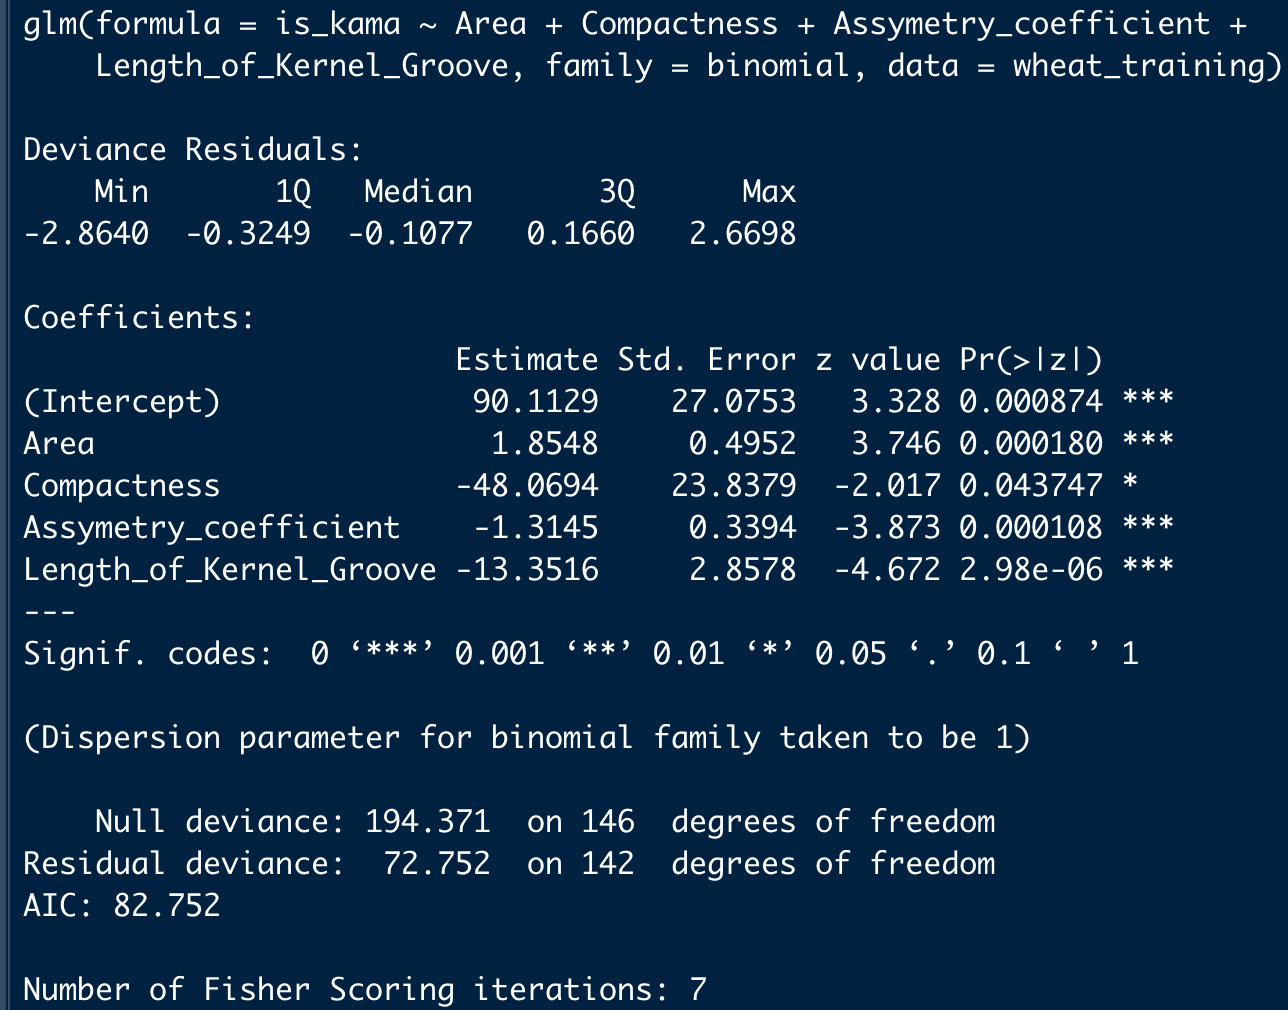 glm(formula = is_kama ~ Area + Compactness + Assymetry_coefficient +
    Length_of_Kernel_Groove, family = binomial, data = wheat_training)

Deviance Residuals:
    Min       1Q   Median       3Q      Max
-2.8640  -0.3249  -0.1077   0.1660   2.6698

Coefficients:
                        Estimate Std. Error z value Pr(>|z|)
(Intercept)              90.1129    27.0753   3.328 0.000874 ***
Area                      1.8548     0.4952   3.746 0.000180 ***
Compactness             -48.0694    23.8379  -2.017 0.043747 *
Assymetry_coefficient    -1.3145     0.3394  -3.873 0.000108 ***
Length_of_Kernel_Groove -13.3516     2.8578  -4.672 2.98e-06 ***
---
Signif. codes:  0 ‘***’ 0.001 ‘**’ 0.01 ‘*’ 0.05 ‘.’ 0.1 ‘ ’ 1

(Dispersion parameter for binomial family taken to be 1)

    Null deviance: 194.371  on 146  degrees of freedom
Residual deviance:  72.752  on 142  degrees of freedom
AIC: 82.752

Number of Fisher Scoring iterations: 7